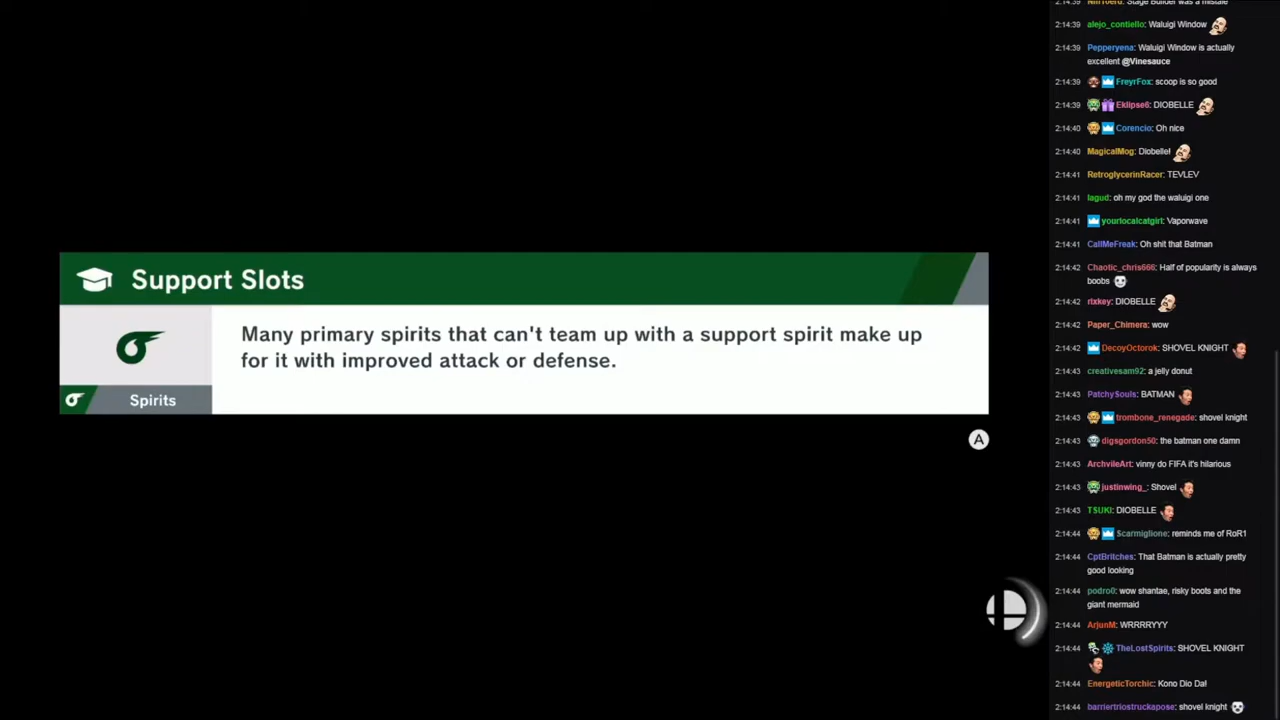 Support Slots
Many primary spirits that can't team up with a support spirit make up
for it with improved attack or defense.
Spirits
A
2:14:39 alejo_contiello: Waluigi Window
2:14:39 Pepperyena: Waluigi Window is actually
excellent @Vinesauce
2:14:39 FreyrFox: scoop is so good
2:14:39 Eklipse6: DIOBELLE
2:14:40 Corencio: Oh nice
2:14:40 MagicalMog: Diobelle!
2:14:41 RetroglycerinRacer: TEVLEV
2:14:41 lagud: oh my god the waluigi one
2:14:41 yourlocalcatgirl: Vaporwave
2:14:41 CallMeFreak: Oh shit that Batman
2:14:42 Chaotic_chris666: Half of popularity is always
boobs
2:14:42 rlxkey: DIOBELLE
2:14:42 Paper_Chimera: wow
2:14:42 DecoyOctorok: SHOVEL KNIGHT
2:14:43 creativesam92: a jelly donut
2:14:43 PatchySouls: BATMAN
2:14:43 trombone_renegade: shovel knight
2:14:43 digsgordon50: the batman one damn
2:14:43 ArchvileArt: vinny do FIFA it's hilarious
2:14:43 justinwing_: Shovel
2:14:43 TSUKI: DIOBELLE
2:14:44 Scarmiglione: reminds me of RoR1
2:14:44 CptBritches: That Batman is actually pretty
good looking
2:14:44 podro0: wow shantae, risky boots and the
giant mermaid
2:14:44 ArjunM: WRRRRYYY
2:14:44 TheLostSpirits: SHOVEL KNIGHT
2:14:44 EnergeticTorchic: Kono Dio Da!
2:14:44 barriertriostruckapose: shovel knight